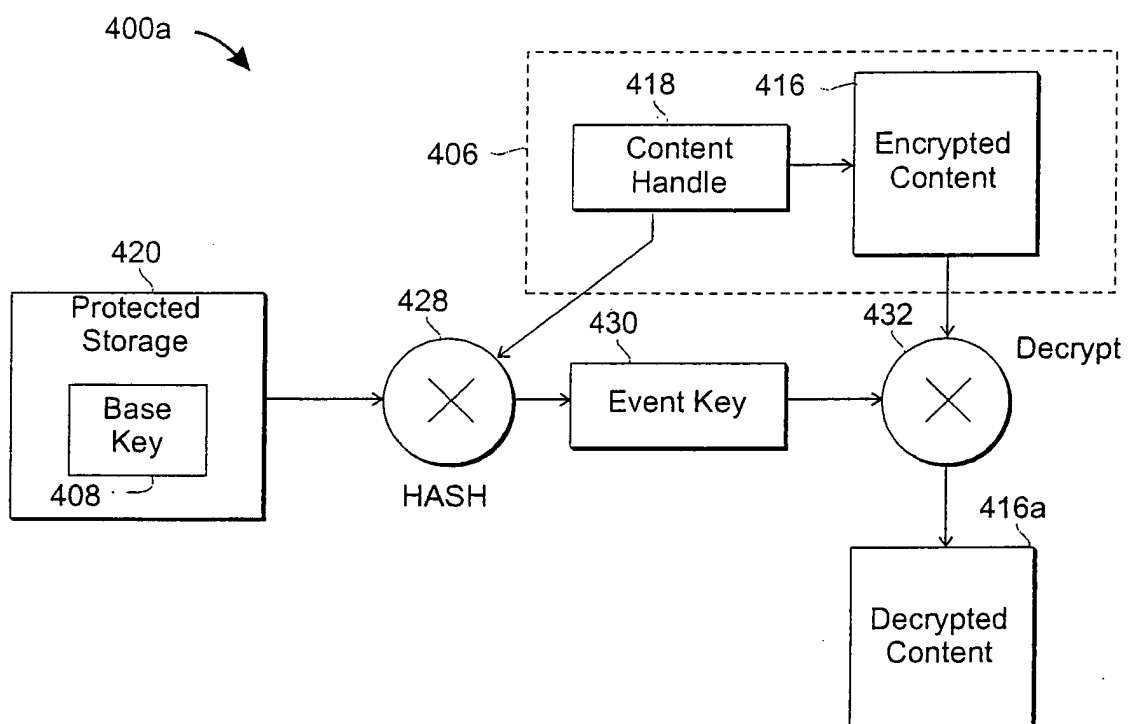 400a
418
416
406
Content
Handle
Encrypted
Content
420
Protected
Storage
Base
Key
408
428
HASH
430
Event Key
432
Decrypt
416a
Decrypted
Content